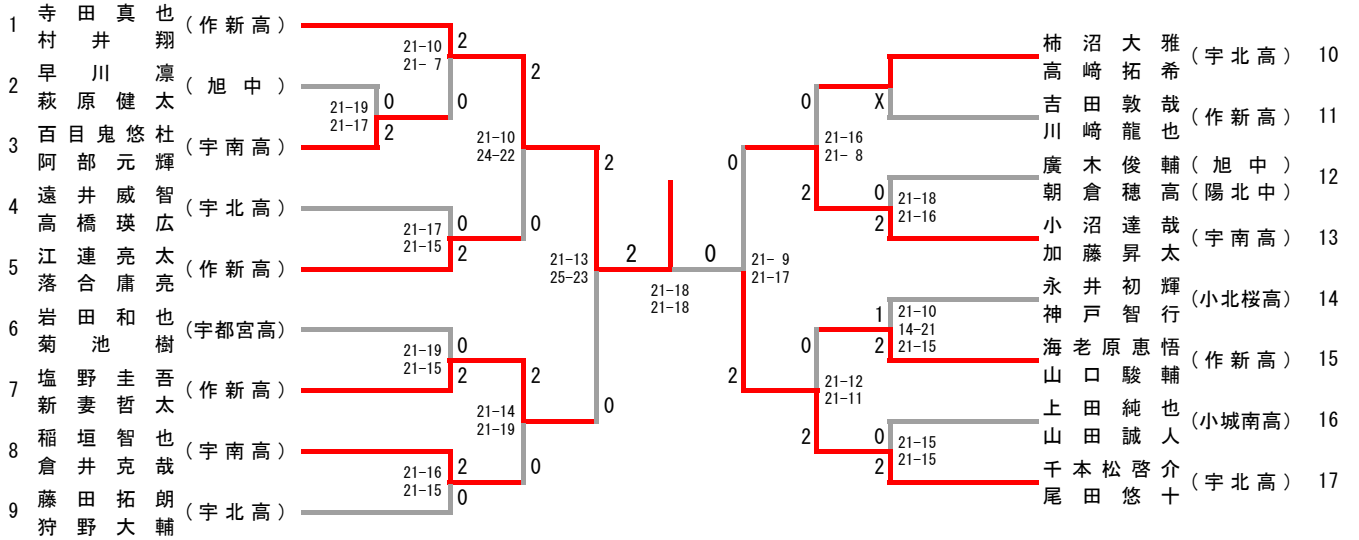 1 寺田真也 (作新高)
村井翔
2 早川凛 (旭中)
萩原健太
3 百目鬼悠杜 (宇南高)
阿部元輝
4 遠井威智 (宇北高)
高橋瑛広
5 江連亮太 (作新高)
落合庸亮
6 岩田和也 (宇都宮高)
菊池樹
7 塩野圭吾 (作新高)
新妻哲太
8 稲垣智也 (宇南高)
倉井克哉
9 藤田拓朗 (宇北高)
狩野大輔
21-10
21- 7
2
0
21-19
21-17
0
2
21-17
21-15
0
2
21-19
21-15
0
2
21-16
21-15
2
0
21-10
24-22
2
0
21-14
21-19
2
0
21-13
25-23
2
0
2
0
21-18
21-18
21- 9
21-17
0
2
21-16
21- 8
0
2
21-12
21-11
0
2
X
21-18
21-16
0
2
21-10
14-21
21-15
1
2
21-15
21-15
0
2
柿沼大雅 (宇北高) 10
高﨑拓希
吉田敦哉 (作新高) 11
川﨑龍也
廣木俊輔 (旭中) 12
朝倉穂高 (陽北中)
小沼達哉 (宇南高) 13
加藤昇太
永井初輝 (小北桜高) 14
神戸智行
海老原恵悟 (作新高) 15
山口駿輔
上田純也 (小城南高) 16
山田誠人
千本松啓介 (宇北高) 17
尾田悠十